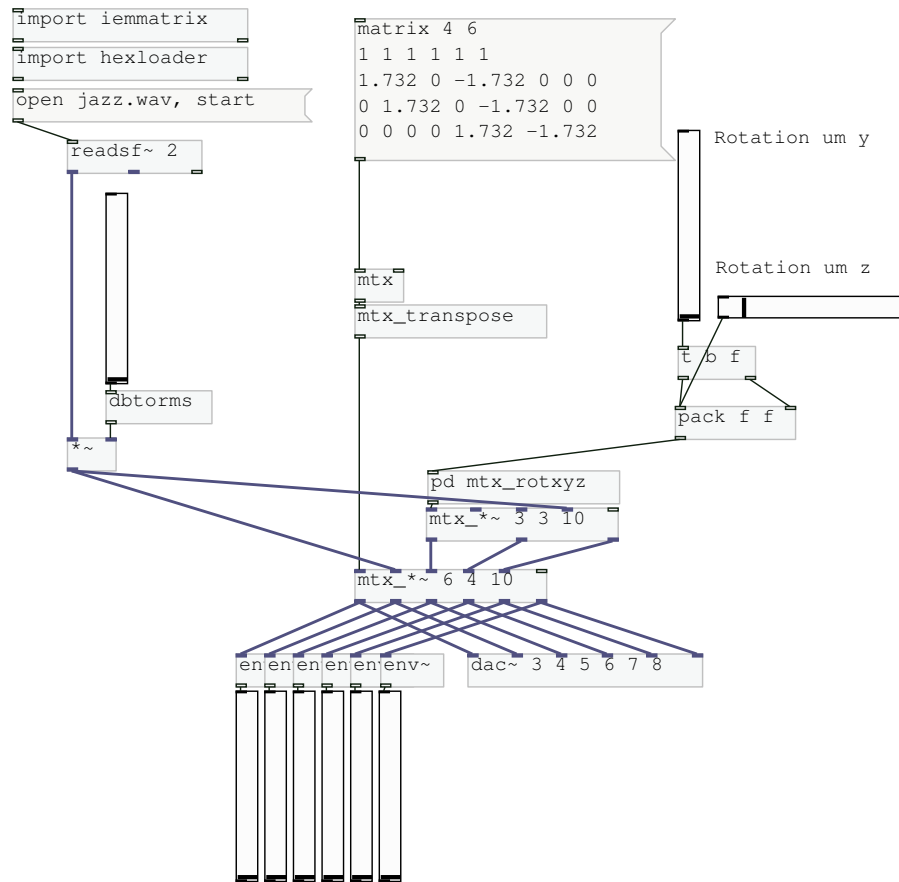 import iemmatrix
import hexloader
open jazz.wav, start
readsf~ 2
dbtorms
*~
matrix 4 6
1 1 1 1 1 1
1.732 0 −1.732 0 0 0
0 1.732 0 −1.732 0 0
0 0 0 0 1.732 −1.732
mtx
mtx_transpose
Rotation um y
Rotation um z
t b f
pack f f
pd mtx_rotxyz
mtx_*~ 3 3 10
mtx_*~ 6 4 10
en
en
en
en
env
env~
dac~ 3 4 5 6 7 8